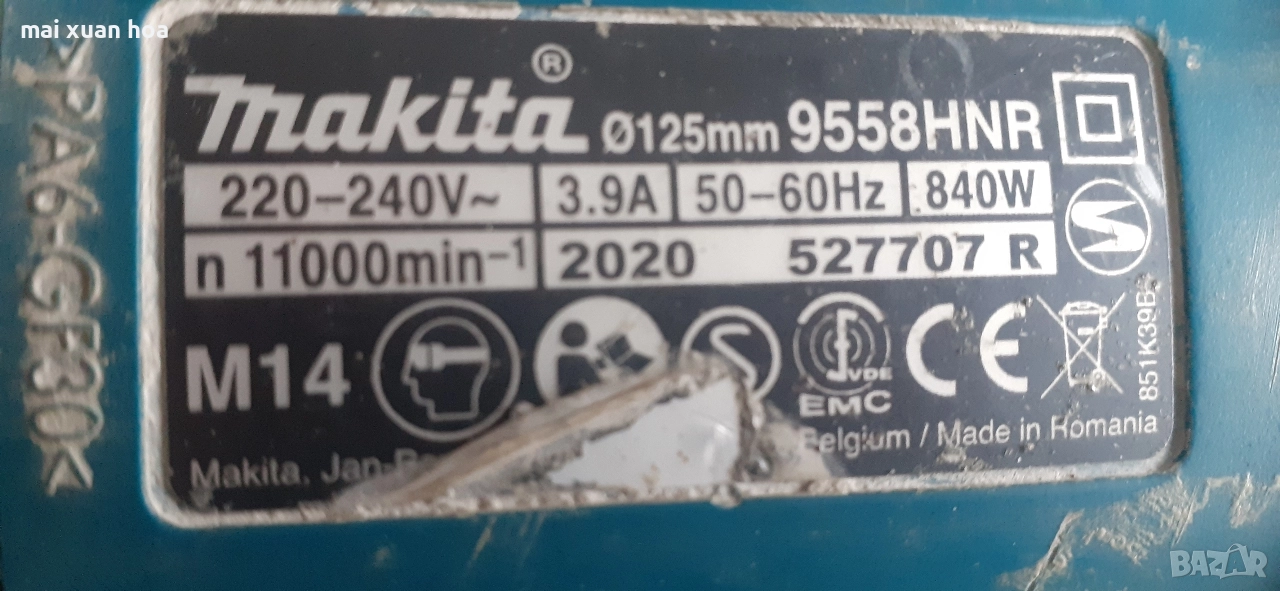 mai xuan hoa
>PA6-GF30<
makita®
Ø125mm 9558HNR
220–240V~ 3.9A 50–60Hz 840W
n 11000min⁻¹ 2020 527707 R
M14
VDE
EMC
CE
851K39B
Makita, Jan-
Belgium / Made in Romania
BAZAR